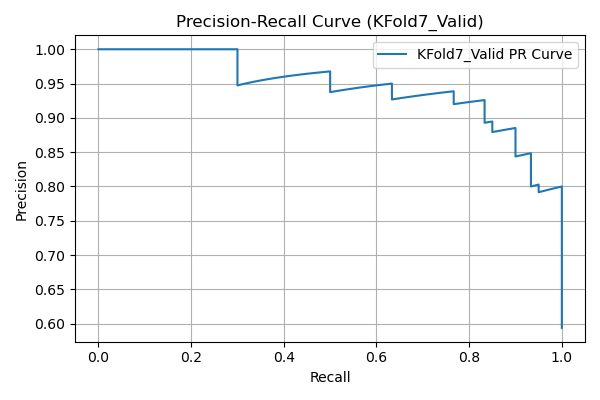 Precision-Recall Curve (KFold7_Valid)
KFold7_Valid PR Curve
Precision
1.00
0.95
0.90
0.85
0.80
0.75
0.70
0.65
0.60
0.0 0.2 0.4 0.6 0.8 1.0
Recall